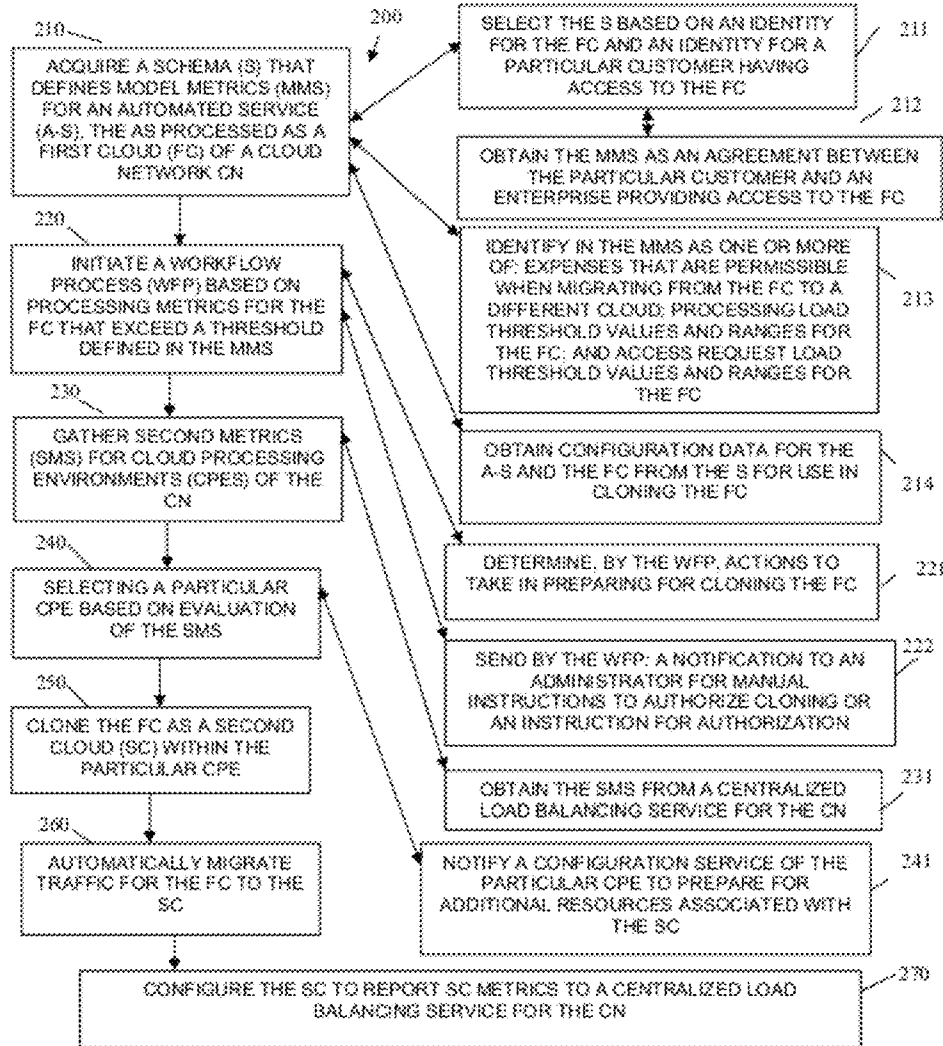 200
210
ACQUIRE A SCHEMA (S) THAT
DEFINES MODEL METRICS (MMS)
FOR AN AUTOMATED SERVICE
(A-S), THE AS PROCESSED AS A
FIRST CLOUD (FC) OF A CLOUD
NETWORK CN
220
INITIATE A WORKFLOW
PROCESS (WFP) BASED ON
PROCESSING METRICS FOR THE
FC THAT EXCEED A THRESHOLD
DEFINED IN THE MMS
230
GATHER SECOND METRICS
(SMS) FOR CLOUD PROCESSING
ENVIRONMENTS (CPES) OF THE
CN
240
SELECTING A PARTICULAR
CPE BASED ON EVALUATION
OF THE SMS
250
CLONE THE FC AS A SECOND
CLOUD (SC) WITHIN THE
PARTICULAR CPE
260
AUTOMATICALLY MIGRATE
TRAFFIC FOR THE FC TO THE
SC
SELECT THE S BASED ON AN IDENTITY
FOR THE FC AND AN IDENTITY FOR A
PARTICULAR CUSTOMER HAVING
ACCESS TO THE FC
211
212
OBTAIN THE MMS AS AN AGREEMENT BETWEEN
THE PARTICULAR CUSTOMER AND AN
ENTERPRISE PROVIDING ACCESS TO THE FC
IDENTIFY IN THE MMS AS ONE OR MORE
OF: EXPENSES THAT ARE PERMISSIBLE
WHEN MIGRATING FROM THE FC TO A
DIFFERENT CLOUD; PROCESSING LOAD
THRESHOLD VALUES AND RANGES FOR
THE FC; AND ACCESS REQUEST LOAD
THRESHOLD VALUES AND RANGES FOR
THE FC
213
OBTAIN CONFIGURATION DATA FOR THE
A-S AND THE FC FROM THE S FOR USE IN
CLONING THE FC
214
DETERMINE, BY THE WFP, ACTIONS TO
TAKE IN PREPARING FOR CLONING THE FC
221
222
SEND BY THE WFP: A NOTIFICATION TO AN
ADMINISTRATOR FOR MANUAL
INSTRUCTIONS TO AUTHORIZE CLONING OR
AN INSTRUCTION FOR AUTHORIZATION
OBTAIN THE SMS FROM A CENTRALIZED
LOAD BALANCING SERVICE FOR THE CN
231
NOTIFY A CONFIGURATION SERVICE OF THE
PARTICULAR CPE TO PREPARE FOR
ADDITIONAL RESOURCES ASSOCIATED WITH
THE SC
241
270
CONFIGURE THE SC TO REPORT SC METRICS TO A CENTRALIZED LOAD
BALANCING SERVICE FOR THE CN